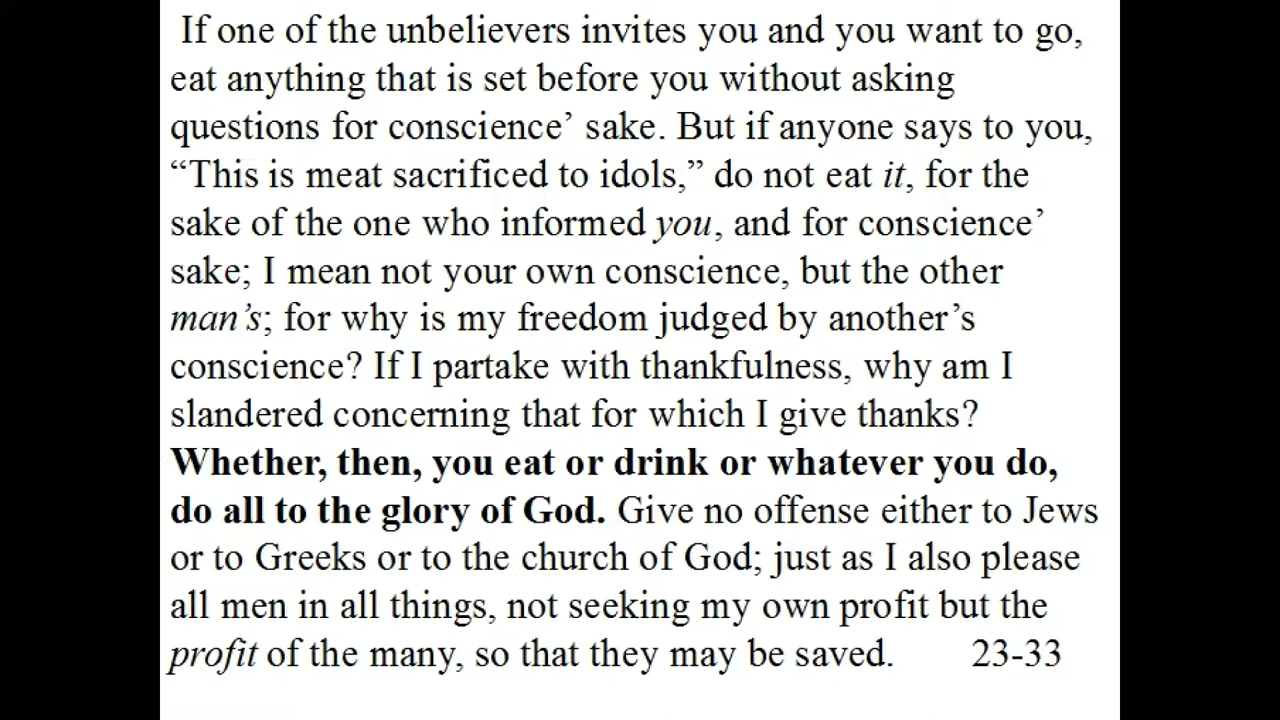 If one of the unbelievers invites you and you want to go,
eat anything that is set before you without asking
questions for conscience’ sake. But if anyone says to you,
“This is meat sacrificed to idols,” do not eat it, for the
sake of the one who informed you, and for conscience’
sake; I mean not your own conscience, but the other
man’s; for why is my freedom judged by another’s
conscience? If I partake with thankfulness, why am I
slandered concerning that for which I give thanks?
Whether, then, you eat or drink or whatever you do,
do all to the glory of God. Give no offense either to Jews
or to Greeks or to the church of God; just as I also please
all men in all things, not seeking my own profit but the
profit of the many, so that they may be saved. 23-33